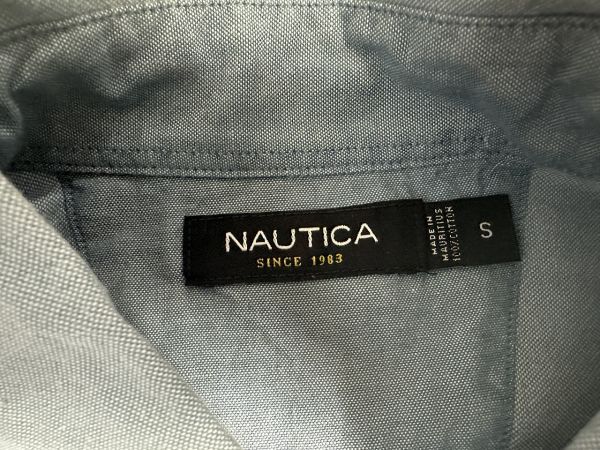 NAUTICA
SINCE 1983
MADE IN
MAURITIUS
100% COTTON
S